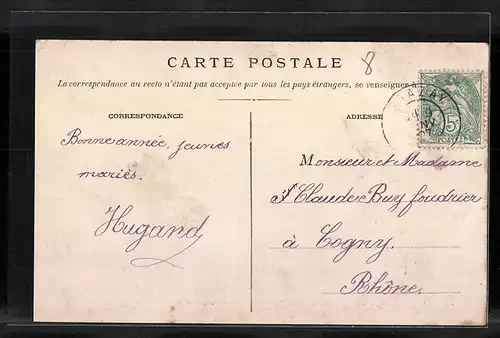 8
CARTE POSTALE
La correspondance au recto n'étant pas acceptée par tous les pays étrangers, se renseigner à
CORRESPONDANCE
ADRESSE
Bonne année, jeunes
mariés.
Hugand
Monsieur et Madame
Claude Buy foudrier
à Cogny.
Rhône.
5c